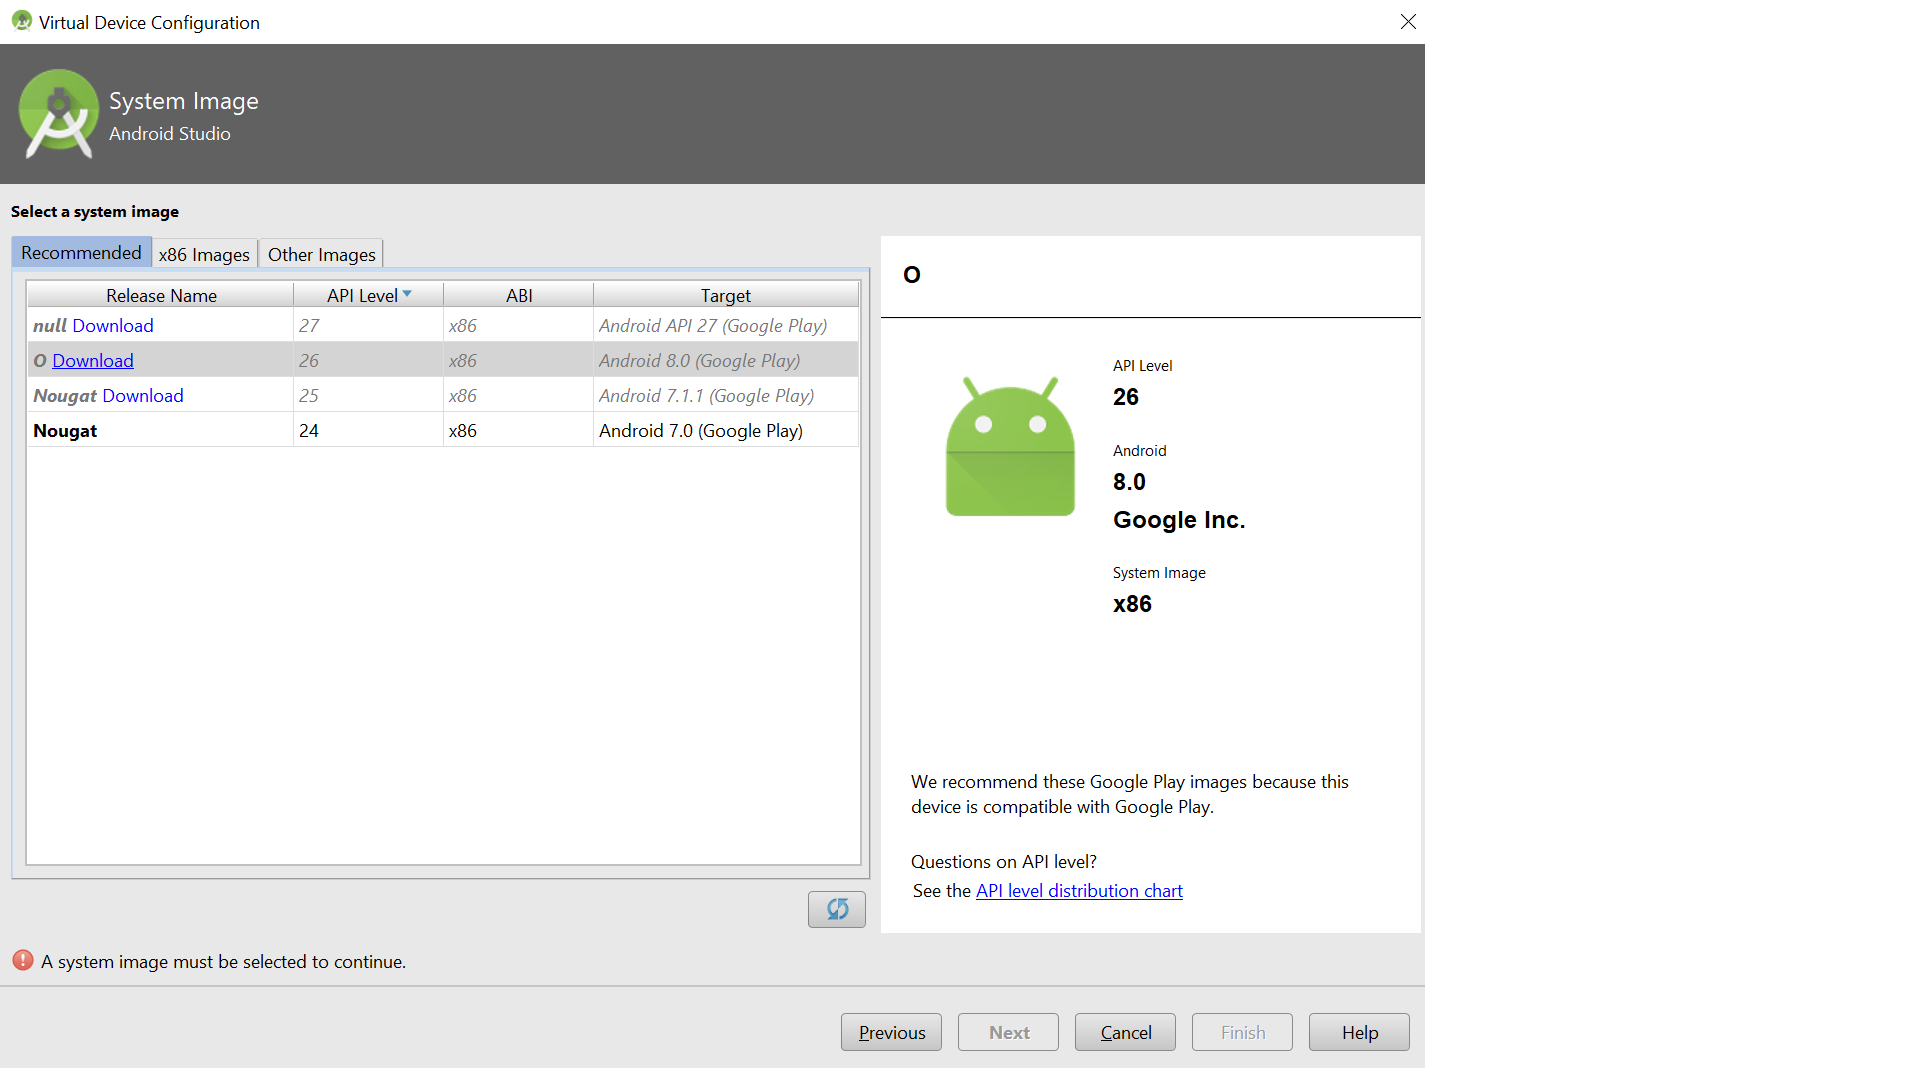 Virtual Device Configuration
System Image
Android Studio
Select a system image
Recommended x86 Images Other Images
Release Name API Level ABI Target
null Download 27 x86 Android API 27 (Google Play)
O Download 26 x86 Android 8.0 (Google Play)
Nougat Download 25 x86 Android 7.1.1 (Google Play)
Nougat 24 x86 Android 7.0 (Google Play)
O
API Level
26
Android
8.0
Google Inc.
System Image
x86
We recommend these Google Play images because this
device is compatible with Google Play.
Questions on API level?
See the API level distribution chart
A system image must be selected to continue.
Previous Next Cancel Finish Help